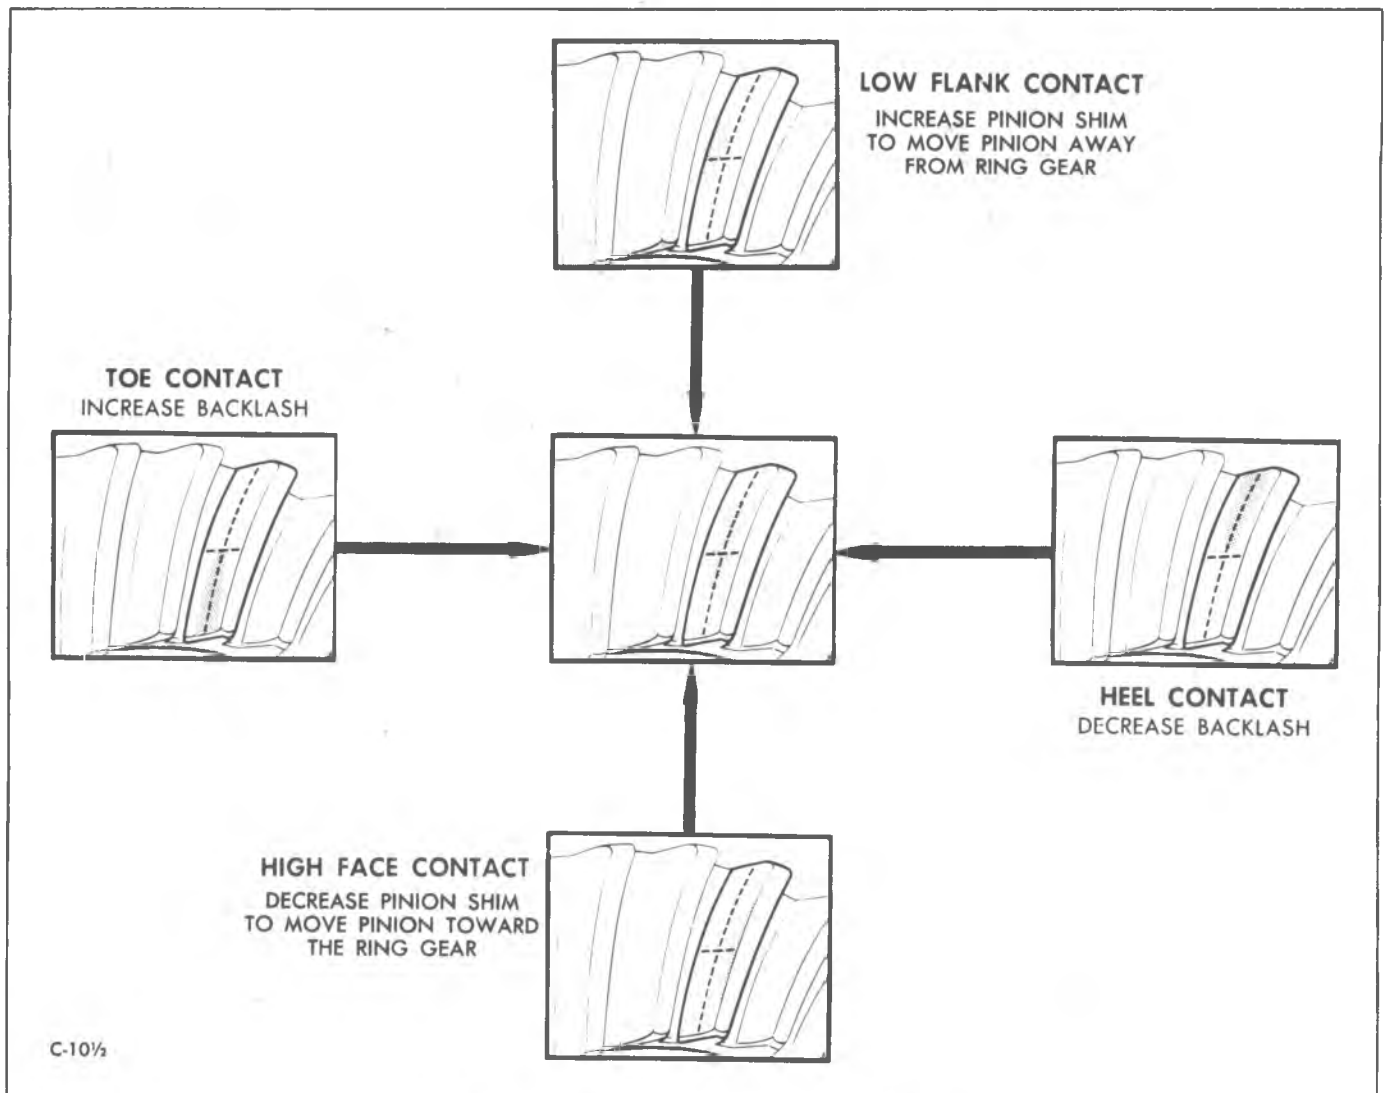 LOW FLANK CONTACT
INCREASE PINION SHIM
TO MOVE PINION AWAY
FROM RING GEAR
TOE CONTACT
INCREASE BACKLASH
HEEL CONTACT
DECREASE BACKLASH
HIGH FACE CONTACT
DECREASE PINION SHIM
TO MOVE PINION TOWARD
THE RING GEAR
C-10½